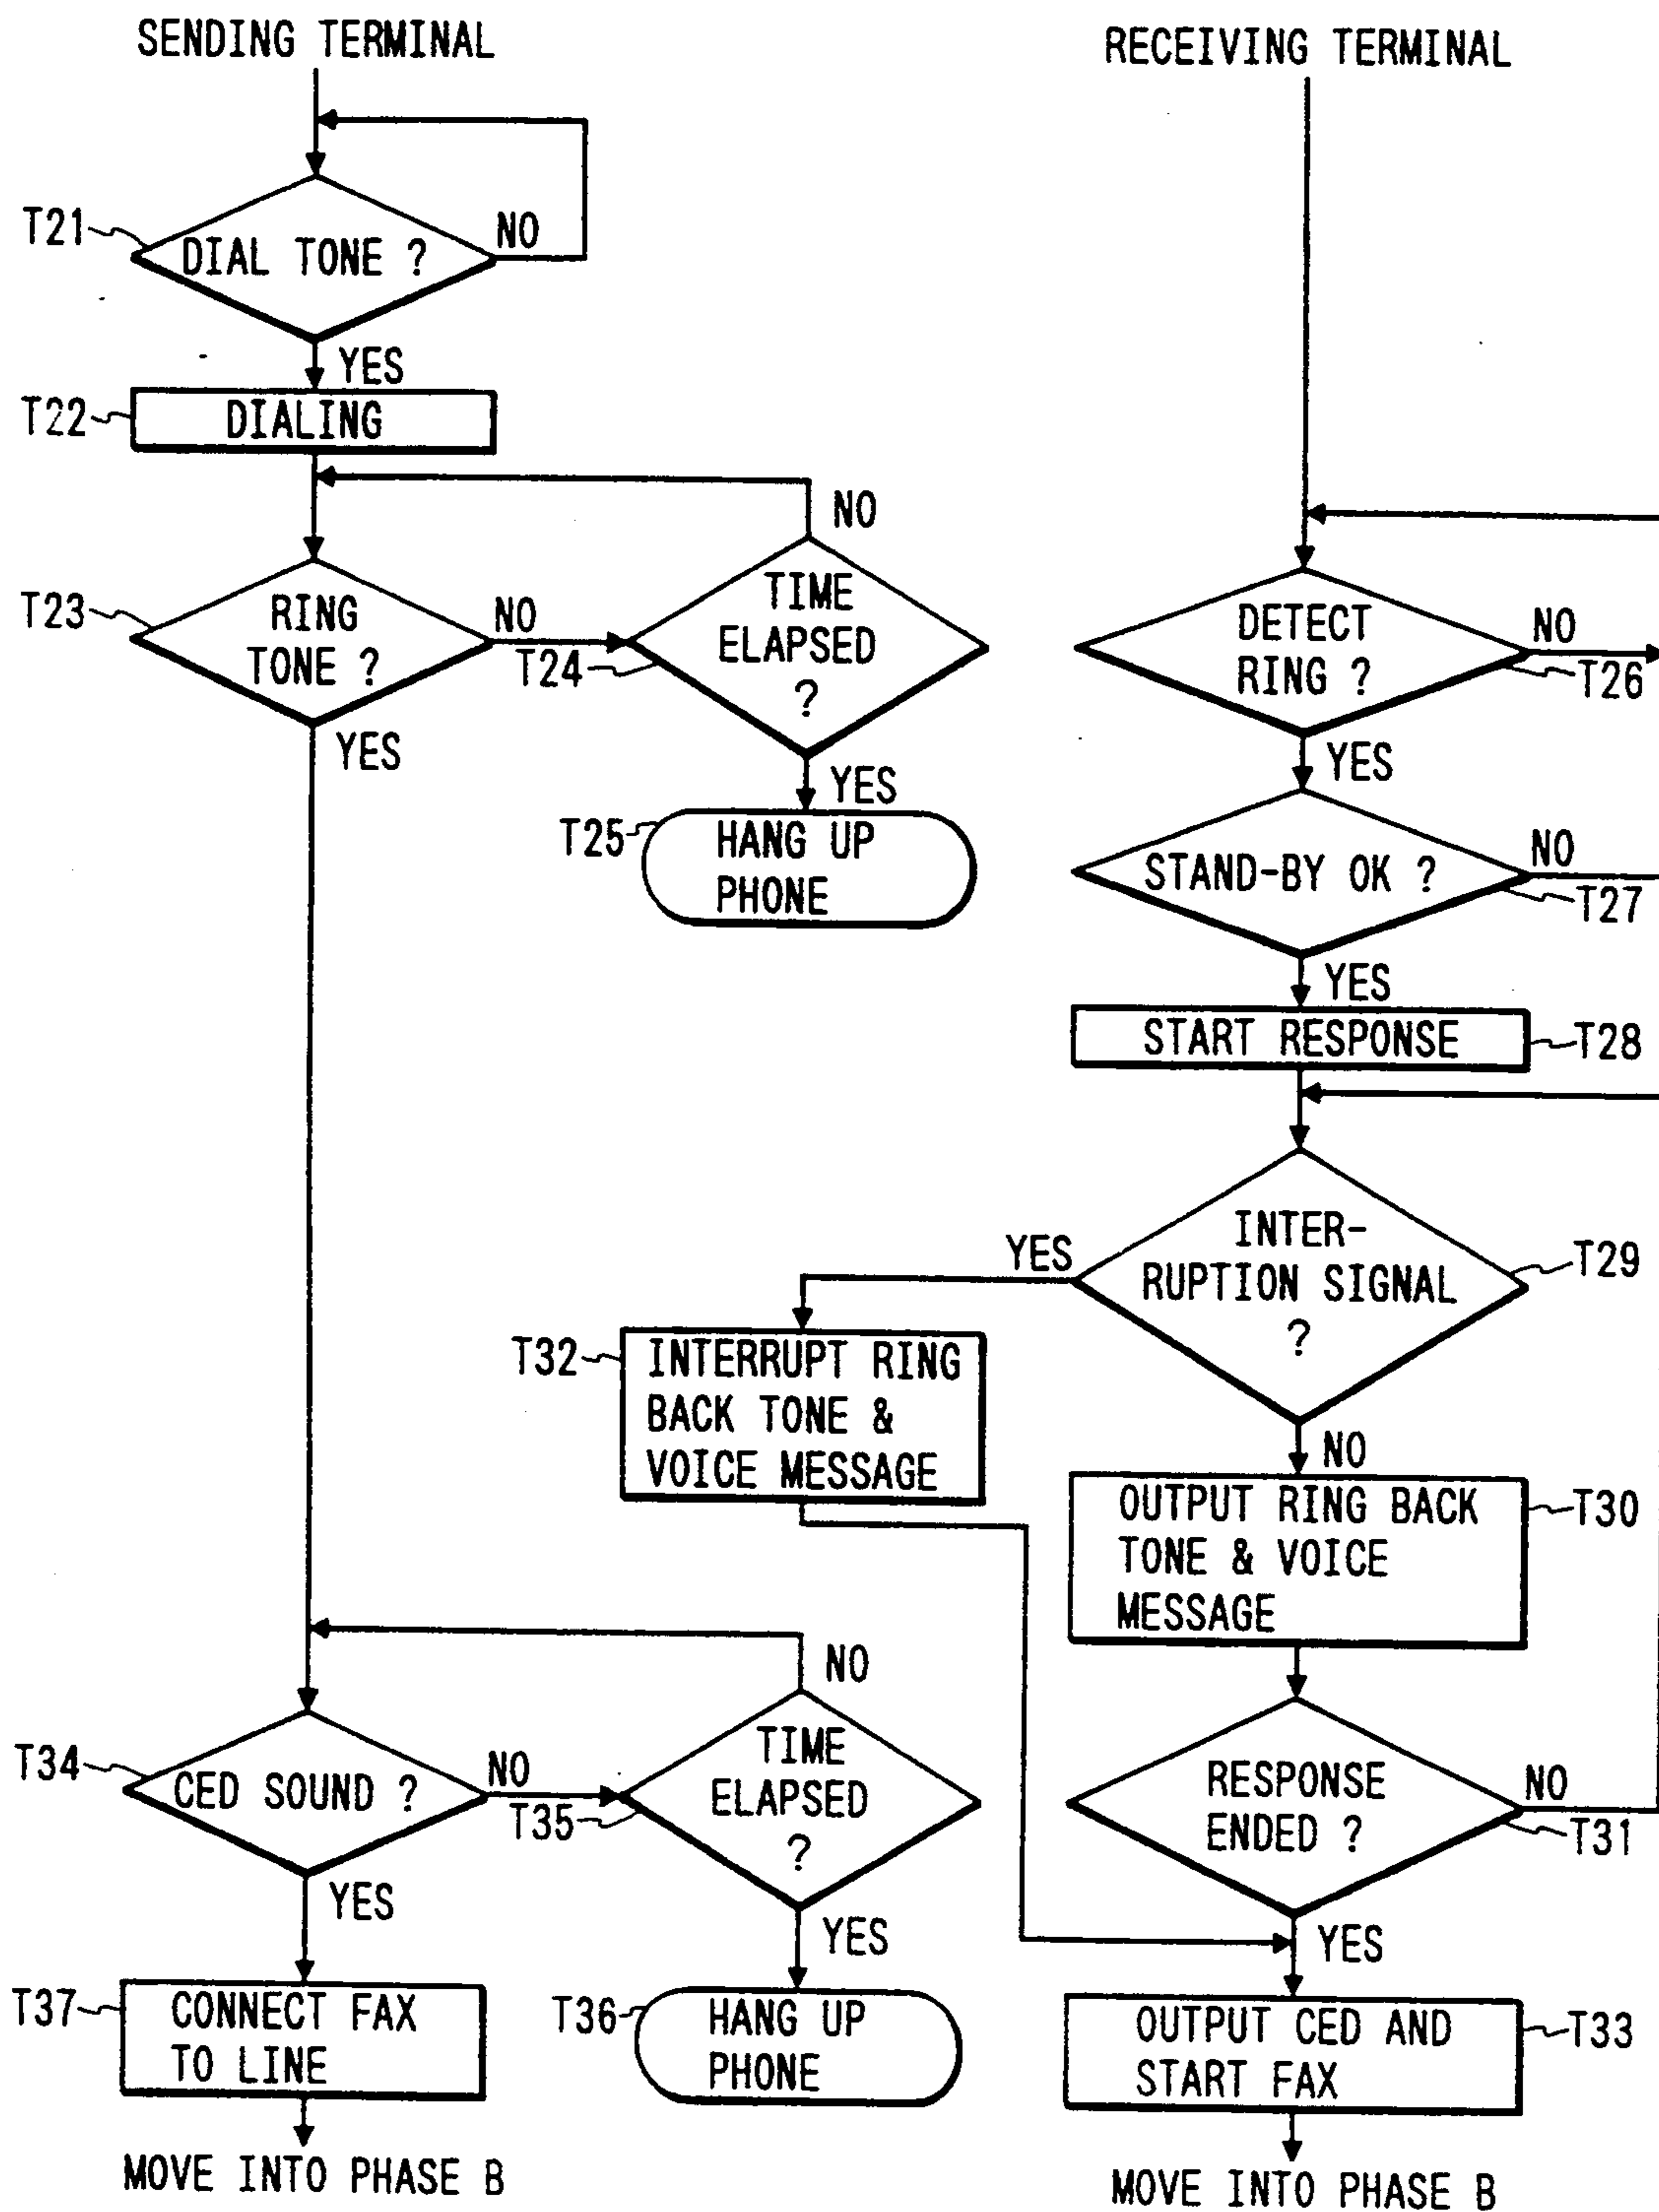 SENDING TERMINAL
T21
DIAL TONE ?
NO
YES
T22
DIALING
T23
RING
TONE ?
NO
YES
T24
TIME
ELAPSED
?
NO
YES
T25
HANG UP
PHONE
T34
CED SOUND ?
NO
YES
T35
TIME
ELAPSED
?
NO
YES
T36
HANG UP
PHONE
T37
CONNECT FAX
TO LINE
MOVE INTO PHASE B
RECEIVING TERMINAL
DETECT
RING ?
NO
T26
YES
STAND-BY OK ?
NO
T27
YES
START RESPONSE
T28
INTER-
RUPTION SIGNAL
?
T29
YES
NO
T32
INTERRUPT RING
BACK TONE &
VOICE MESSAGE
OUTPUT RING BACK
TONE & VOICE
MESSAGE
T30
RESPONSE
ENDED ?
NO
T31
YES
OUTPUT CED AND
START FAX
T33
MOVE INTO PHASE B